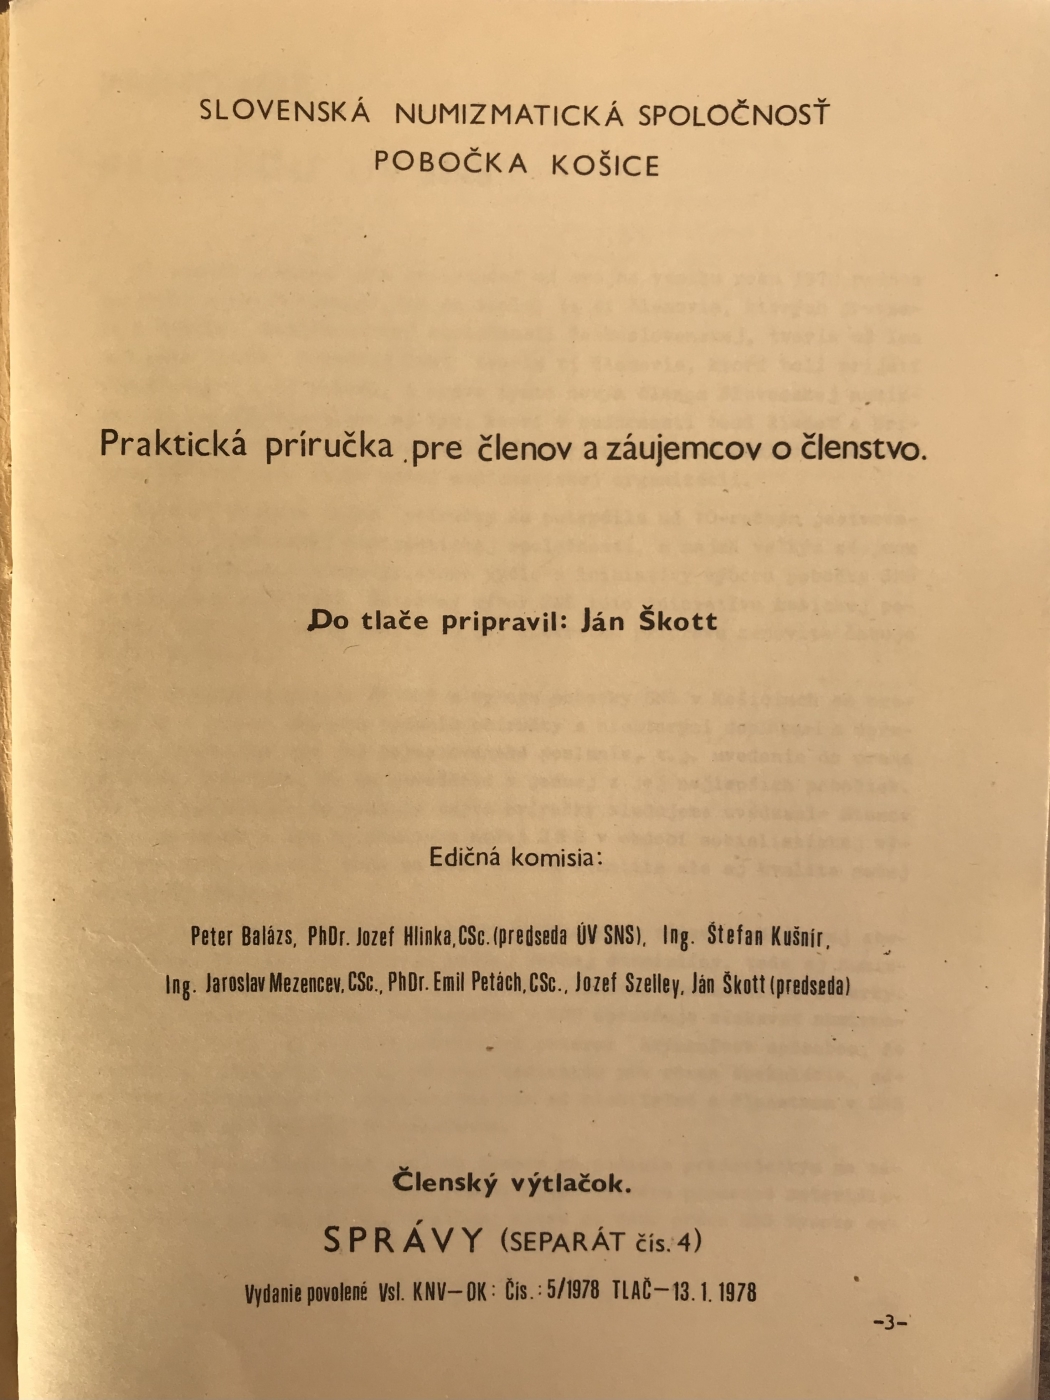 SLOVENSKÁ NUMIZMATICKÁ SPOLOČNOSŤ
POBOČKA KOŠICE
Praktická príručka pre členov a záujemcov o členstvo.
Do tlače pripravil: Ján Škott
Edičná komisia:
Peter Balázs, PhDr. Jozef Hlinka, CSc. (predseda ÚV SNS), Ing. Štefan Kušnír,
Ing. Jaroslav Mezencev, CSc., PhDr. Emil Petách, CSc., Jozef Szelley, Ján Škott (predseda)
Členský výtlačok.
SPRÁVY (SEPARÁT čís. 4)
Vydanie povolené Vsl. KNV—OK: Čís.: 5/1978 TLAČ—13. 1. 1978
–3–